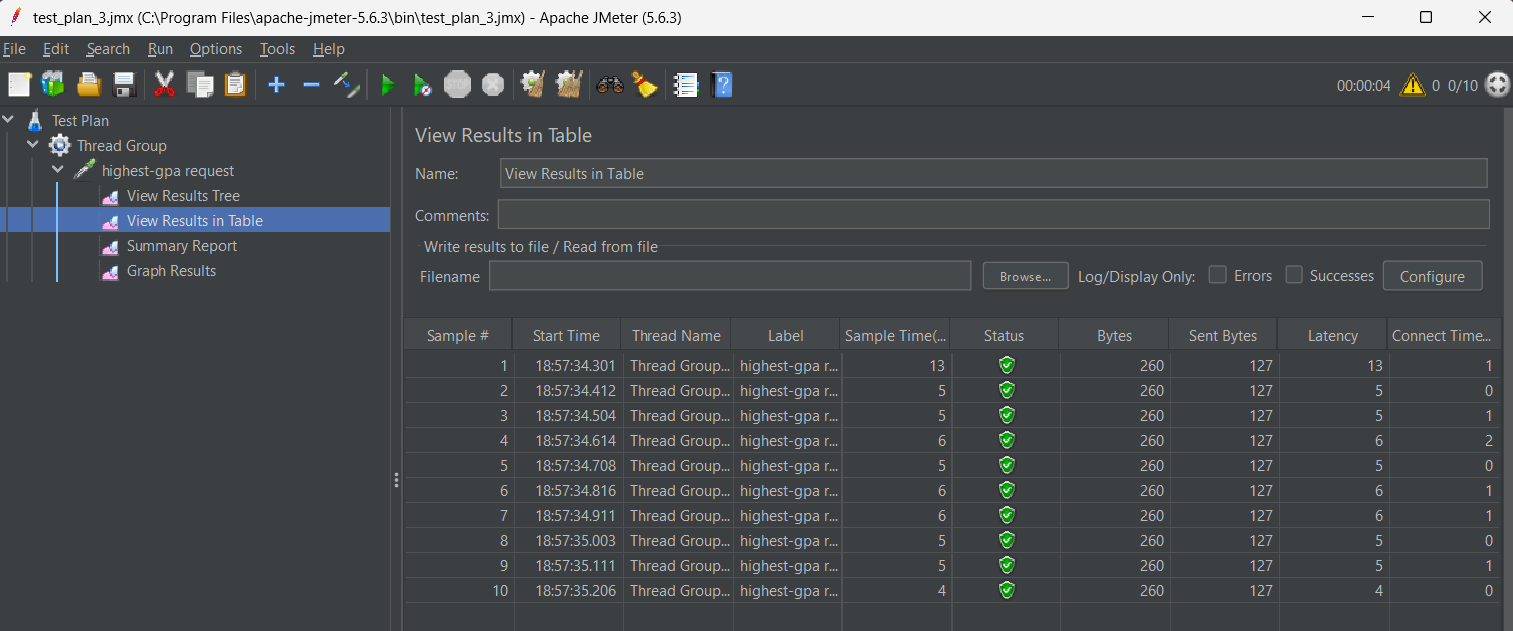 test_plan_3.jmx (C:\Program Files\apache-jmeter-5.6.3\bin\test_plan_3.jmx) - Apache JMeter (5.6.3)
File Edit Search Run Options Tools Help
STOP 00:00:04 0 0/10
Test Plan
Thread Group
highest-gpa request
View Results Tree
View Results in Table
Summary Report
Graph Results
View Results in Table
Name: View Results in Table
Comments:
Write results to file / Read from file
Filename Browse... Log/Display Only: Errors Successes Configure
Sample # Start Time Thread Name Label Sample Time(... Status Bytes Sent Bytes Latency Connect Time...
1 18:57:34.301 Thread Group... highest-gpa r... 13 260 127 13 1
2 18:57:34.412 Thread Group... highest-gpa r... 5 260 127 5 0
3 18:57:34.504 Thread Group... highest-gpa r... 5 260 127 5 1
4 18:57:34.614 Thread Group... highest-gpa r... 6 260 127 6 2
5 18:57:34.708 Thread Group... highest-gpa r... 5 260 127 5 0
6 18:57:34.816 Thread Group... highest-gpa r... 6 260 127 6 1
7 18:57:34.911 Thread Group... highest-gpa r... 6 260 127 6 1
8 18:57:35.003 Thread Group... highest-gpa r... 5 260 127 5 0
9 18:57:35.111 Thread Group... highest-gpa r... 5 260 127 5 1
10 18:57:35.206 Thread Group... highest-gpa r... 4 260 127 4 0